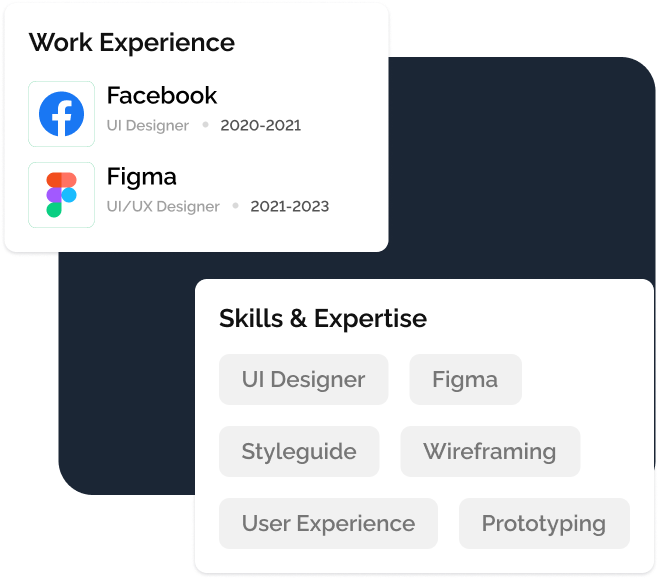 Work Experience
Facebook
UI Designer • 2020-2021
Figma
UI/UX Designer • 2021-2023
Skills & Expertise
UI Designer Figma
Styleguide Wireframing
User Experience Prototyping